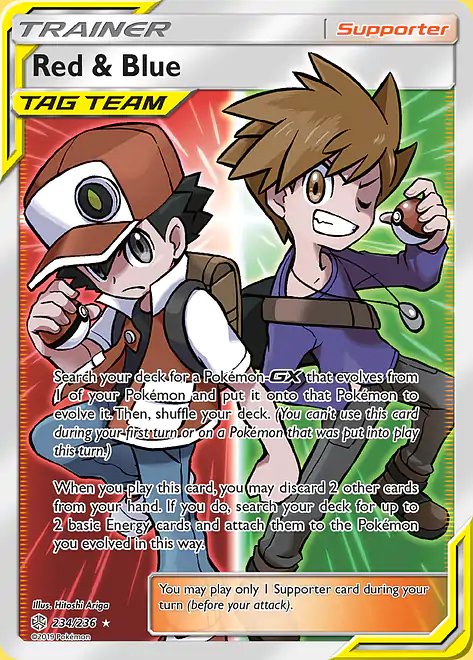 TRAINER
Supporter
Red & Blue
TAG TEAM
Search your deck for a Pokémon-GX that evolves from
1 of your Pokémon and put it onto that Pokémon to
evolve it. Then, shuffle your deck. (You can't use this card
during your first turn or on a Pokémon that was put into play
this turn.)
When you play this card, you may discard 2 other cards
from your hand. If you do, search your deck for up to
2 basic Energy cards and attach them to the Pokémon
you evolved in this way.
You may play only 1 Supporter card during your
turn (before your attack).
Illus. Hitoshi Ariga
234/236 ★
©2019 Pokémon